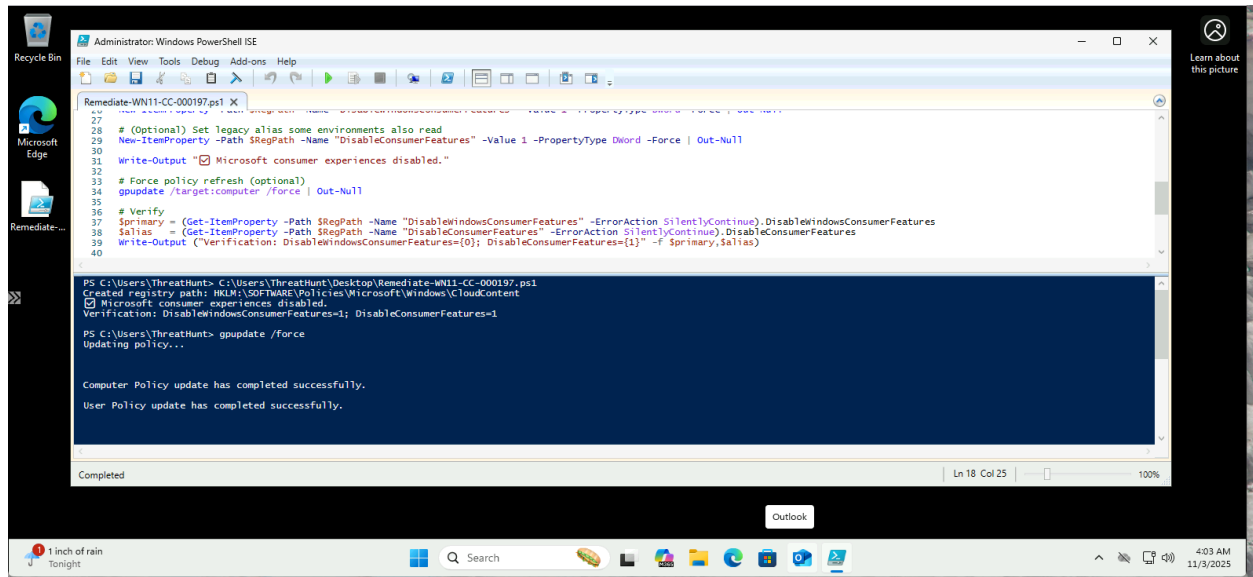 Recycle Bin
Microsoft
Edge
Remediate-...
Learn about
this picture
Administrator: Windows PowerShell ISE
File Edit View Tools Debug Add-ons Help
Remediate-WN11-CC-000197.ps1 X
27
28 # (Optional) Set legacy alias some environments also read
29 New-ItemProperty -Path $RegPath -Name "DisableConsumerFeatures" -Value 1 -PropertyType DWord -Force | Out-Null
30
31 Write-Output "☑ Microsoft consumer experiences disabled."
32
33 # Force policy refresh (optional)
34 gpupdate /target:computer /force | Out-Null
35
36 # Verify
37 $primary = (Get-ItemProperty -Path $RegPath -Name "DisableWindowsConsumerFeatures" -ErrorAction SilentlyContinue).DisableWindowsConsumerFeatures
38 $alias = (Get-ItemProperty -Path $RegPath -Name "DisableConsumerFeatures" -ErrorAction SilentlyContinue).DisableConsumerFeatures
39 Write-Output ("Verification: DisableWindowsConsumerFeatures={0}; DisableConsumerFeatures={1}" -f $primary,$alias)
40
PS C:\Users\ThreatHunt> C:\Users\ThreatHunt\Desktop\Remediate-WN11-CC-000197.ps1
Created registry path: HKLM:\SOFTWARE\Policies\Microsoft\Windows\CloudContent
☑ Microsoft consumer experiences disabled.
Verification: DisableWindowsConsumerFeatures=1; DisableConsumerFeatures=1
PS C:\Users\ThreatHunt> gpupdate /force
Updating policy...
Computer Policy update has completed successfully.
User Policy update has completed successfully.
Completed
Ln 18 Col 25
100%
Outlook
1
1 inch of rain
Tonight
Search
M365
4:03 AM
11/3/2025